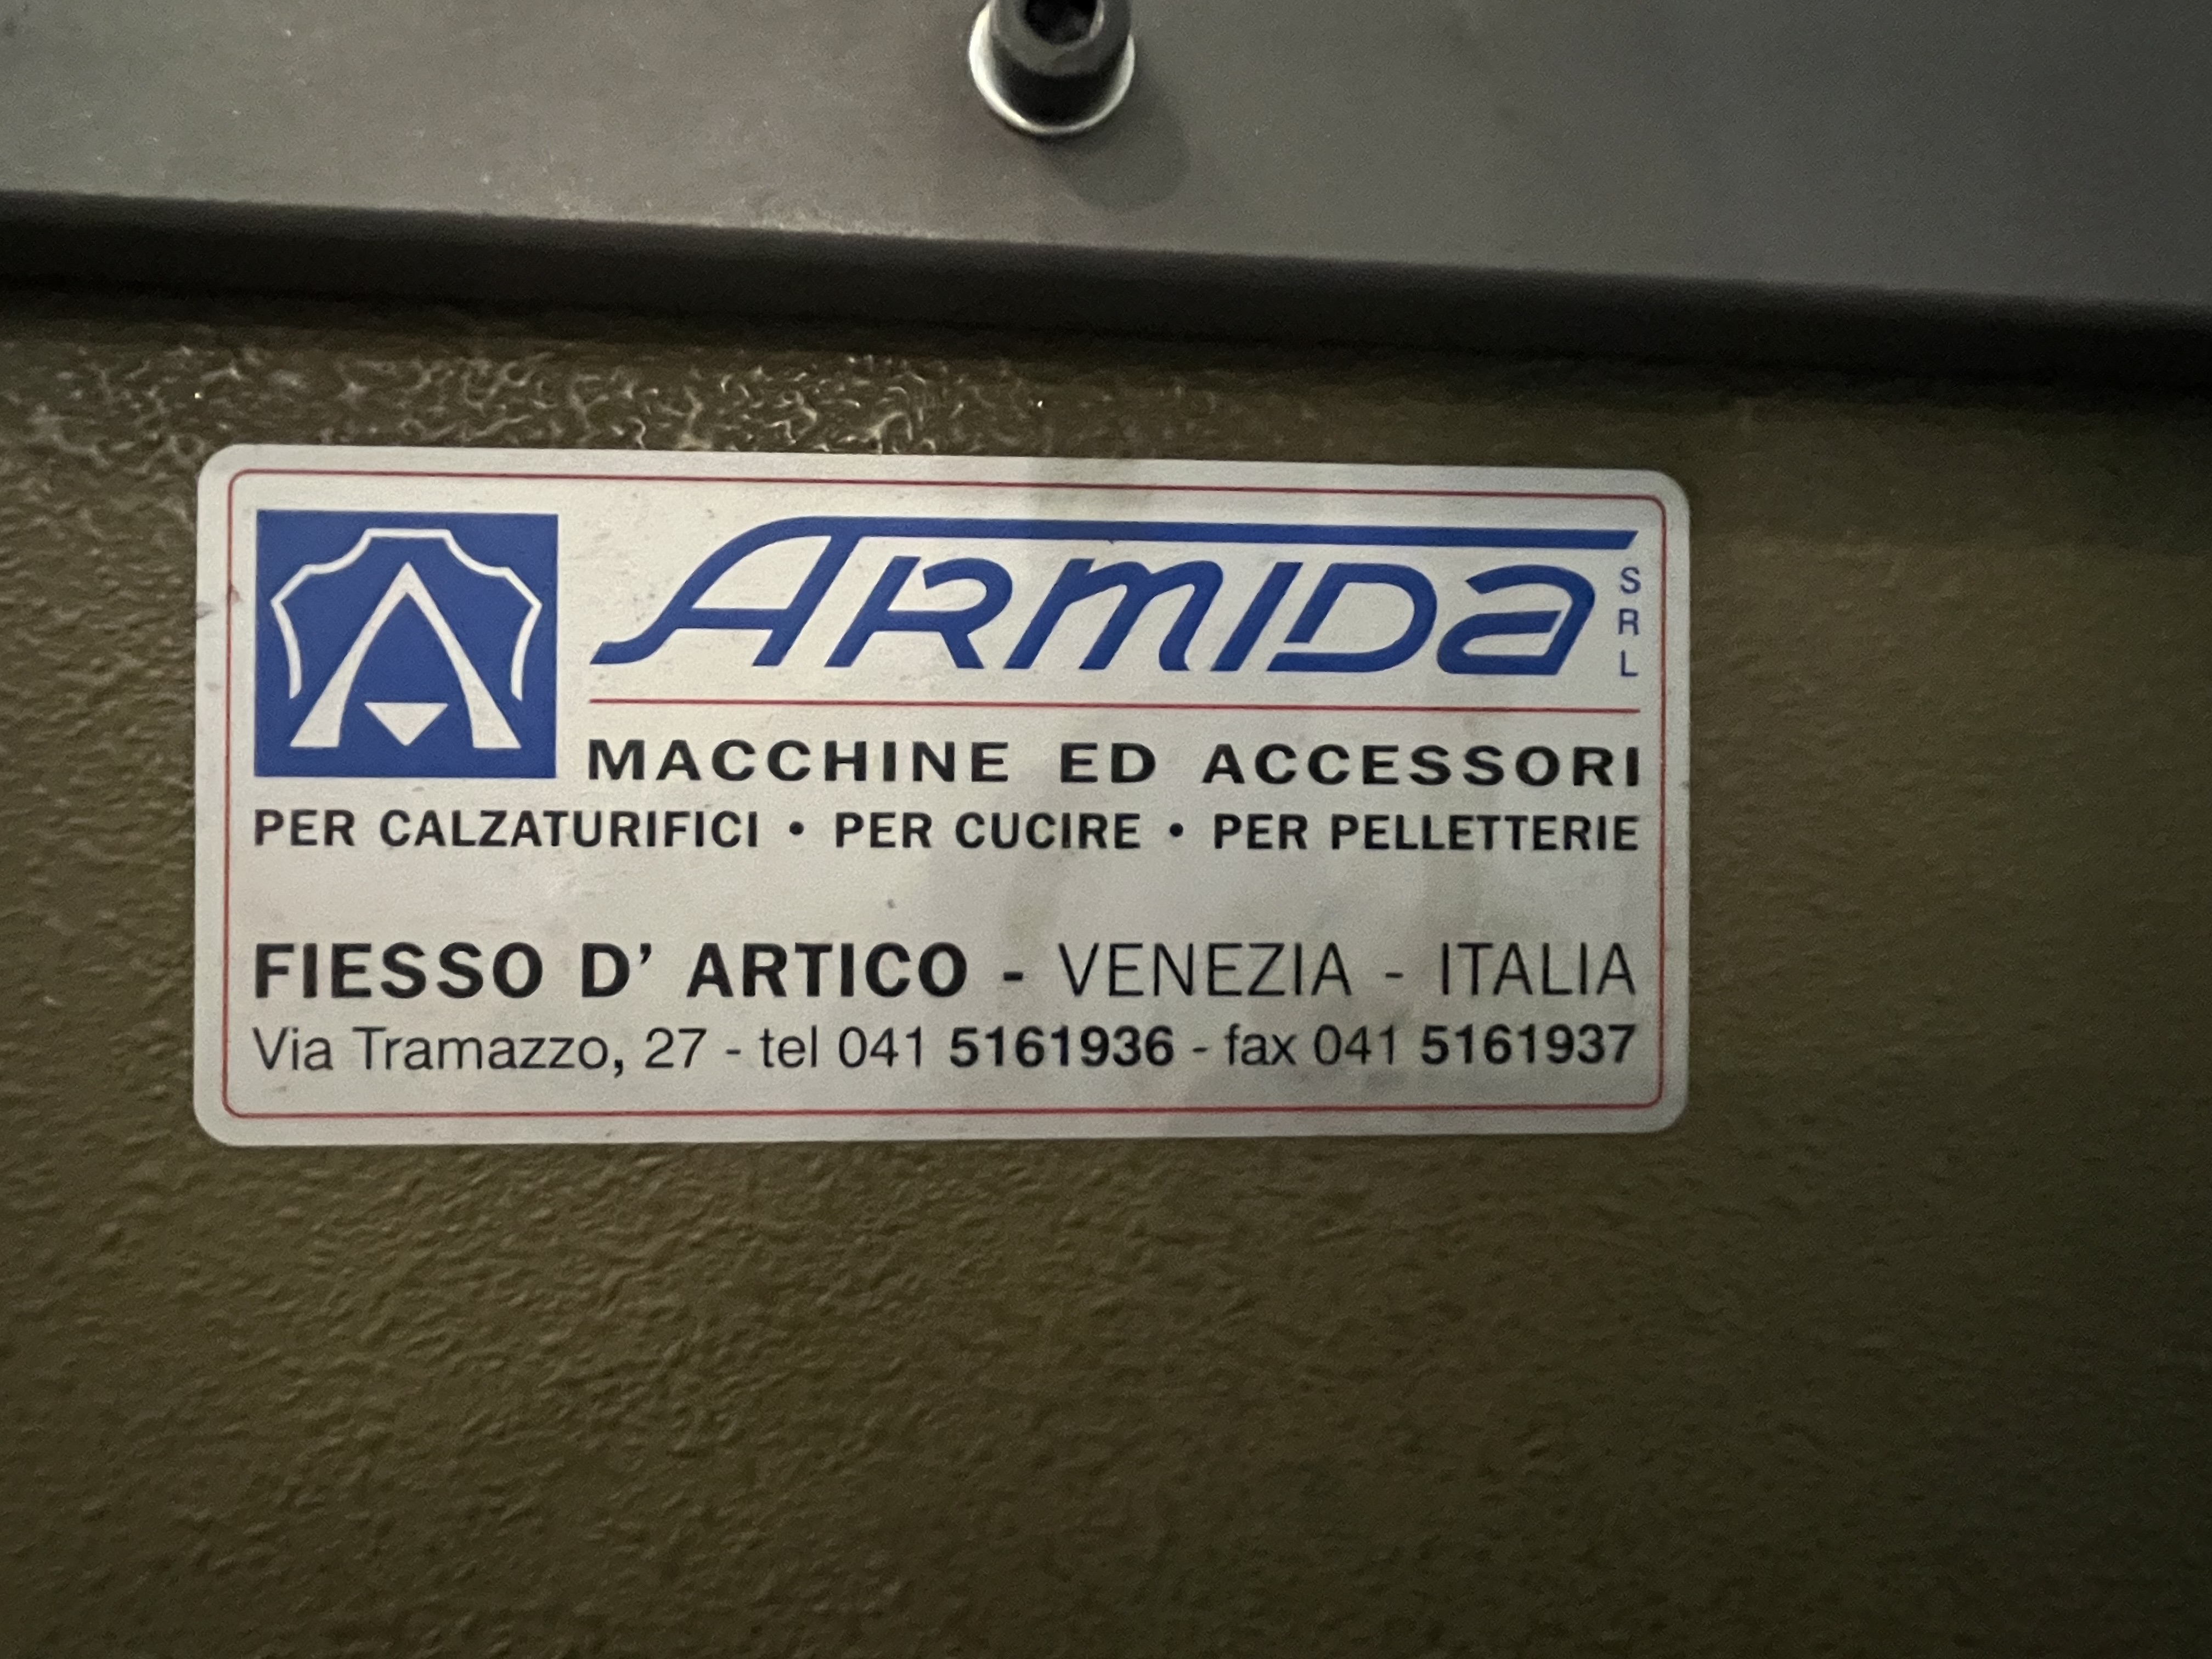 ARMIDA SRL
MACCHINE ED ACCESSORI
PER CALZATURIFICI • PER CUCIRE • PER PELLETTERIE
FIESSO D' ARTICO - VENEZIA - ITALIA
Via Tramazzo, 27 - tel 041 5161936 - fax 041 5161937